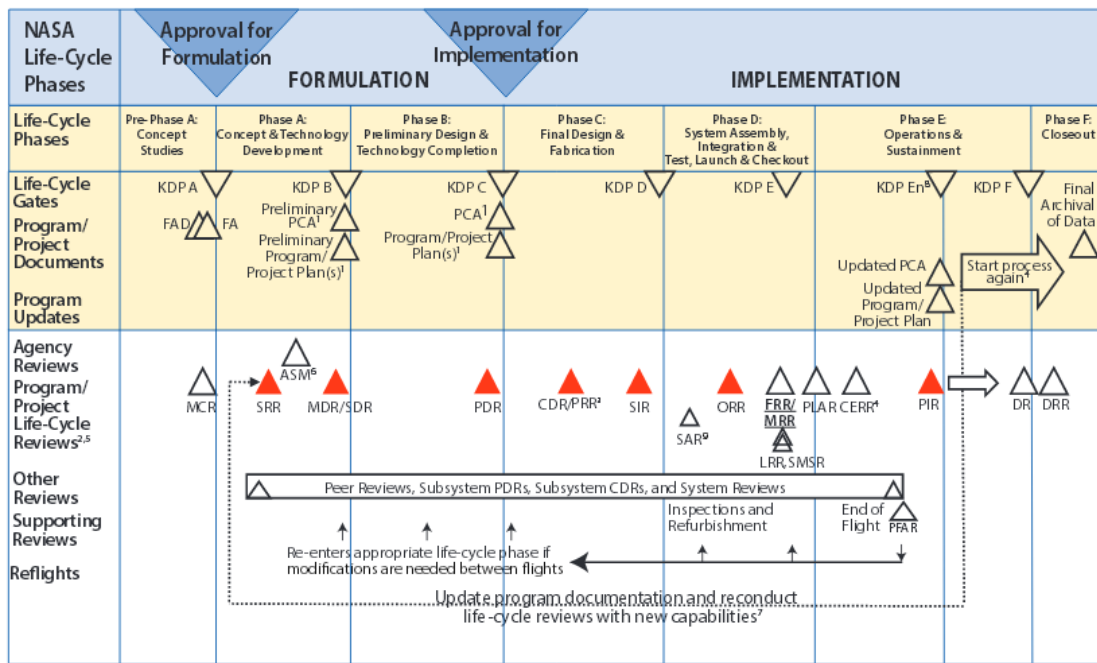 NASA
Life-Cycle
Phases
Approval for
Formulation
FORMULATION
Approval for
Implementation
IMPLEMENTATION
Life-Cycle
Phases
Pre-Phase A:
Concept
Studies
Phase A:
Concept & Technology
Development
Phase B:
Preliminary Design &
Technology Completion
Phase C:
Final Design &
Fabrication
Phase D:
System Assembly,
Integration &
Test, Launch & Checkout
Phase E:
Operations &
Sustainment
Phase F:
Closeout
Life-Cycle
Gates
KDP A
KDP B
KDP C
KDP D
KDP E
KDP En⁸
KDP F
Final
Archival
of Data
Program/
Project
Documents
FAD
FA
Preliminary
PCA¹
Preliminary
Program/
Project Plan(s)¹
PCA¹
Program/Project
Plan(s)¹
Updated PCA
Start process
again⁴
Program
Updates
Updated
Program/
Project Plan
Agency
Reviews
ASM⁶
Program/
Project
Life-Cycle
Reviews²,⁵
MCR
SRR
MDR/SDR
PDR
CDR/PRR³
SIR
ORR
FRR/
MRR
PLAR
CERR⁴
PIR
DR
DRR
SAR⁹
LRR, SMSR
Other
Reviews
Peer Reviews, Subsystem PDRs, Subsystem CDRs, and System Reviews
Supporting
Reviews
Inspections and
Refurbishment
End of
Flight
PFAR
Reflights
Re-enters appropriate life-cycle phase if
modifications are needed between flights
Update program documentation and reconduct
life-cycle reviews with new capabilities⁷